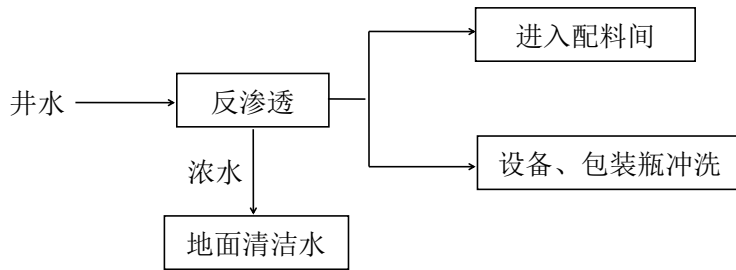 进入配料间
井水
反渗透
设备、包装瓶冲洗
浓水
地面清洁水